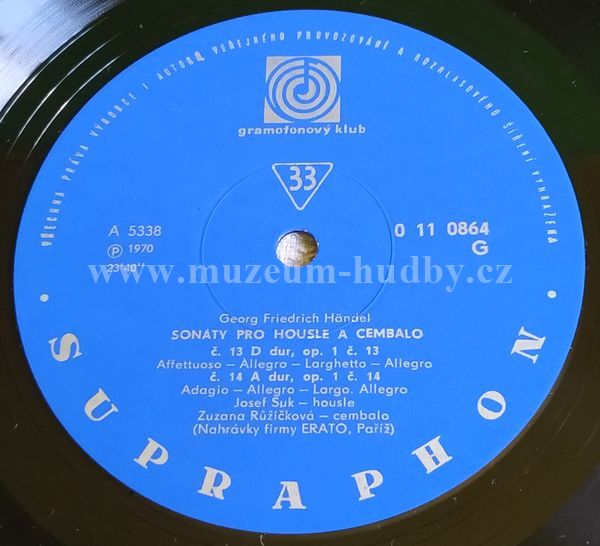 VŠECHNA PRÁVA VÝROBCE I AUTORŮ VEŘEJNÉHO PROVOZOVÁNÍ A ROZHLASOVÉHO ŠÍŘENÍ VYHRAŽENA
gramofonový klub
33
A 5338
0 11 0864
Ⓟ 1970
G
23'40"
www.muzeum-hudby.cz
Georg Friedrich Händel
SONÁTY PRO HOUSLE A CEMBALO
č. 13 D dur, op. 1 č. 13
Affettuoso – Allegro – Larghetto – Allegro
č. 14 A dur, op. 1 č. 14
Adagio – Allegro – Largo. Allegro
Josef Suk – housle
Zuzana Růžičková – cembalo
(Nahrávky firmy ERATO, Paříž)
• SUPRAPHON •